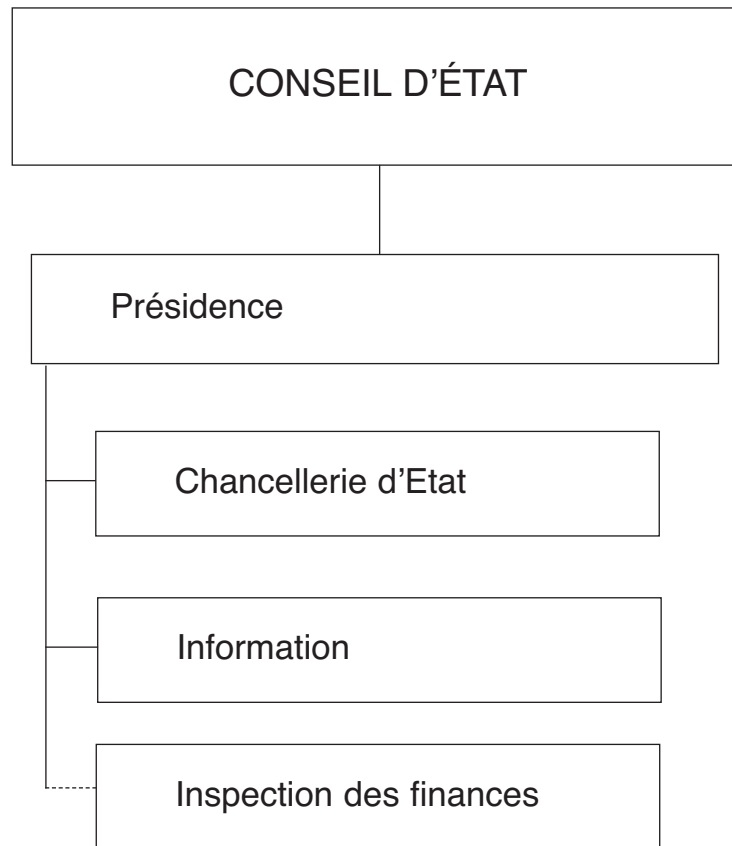 CONSEIL D’ÉTAT
Présidence
Chancellerie d’Etat
Information
Inspection des finances